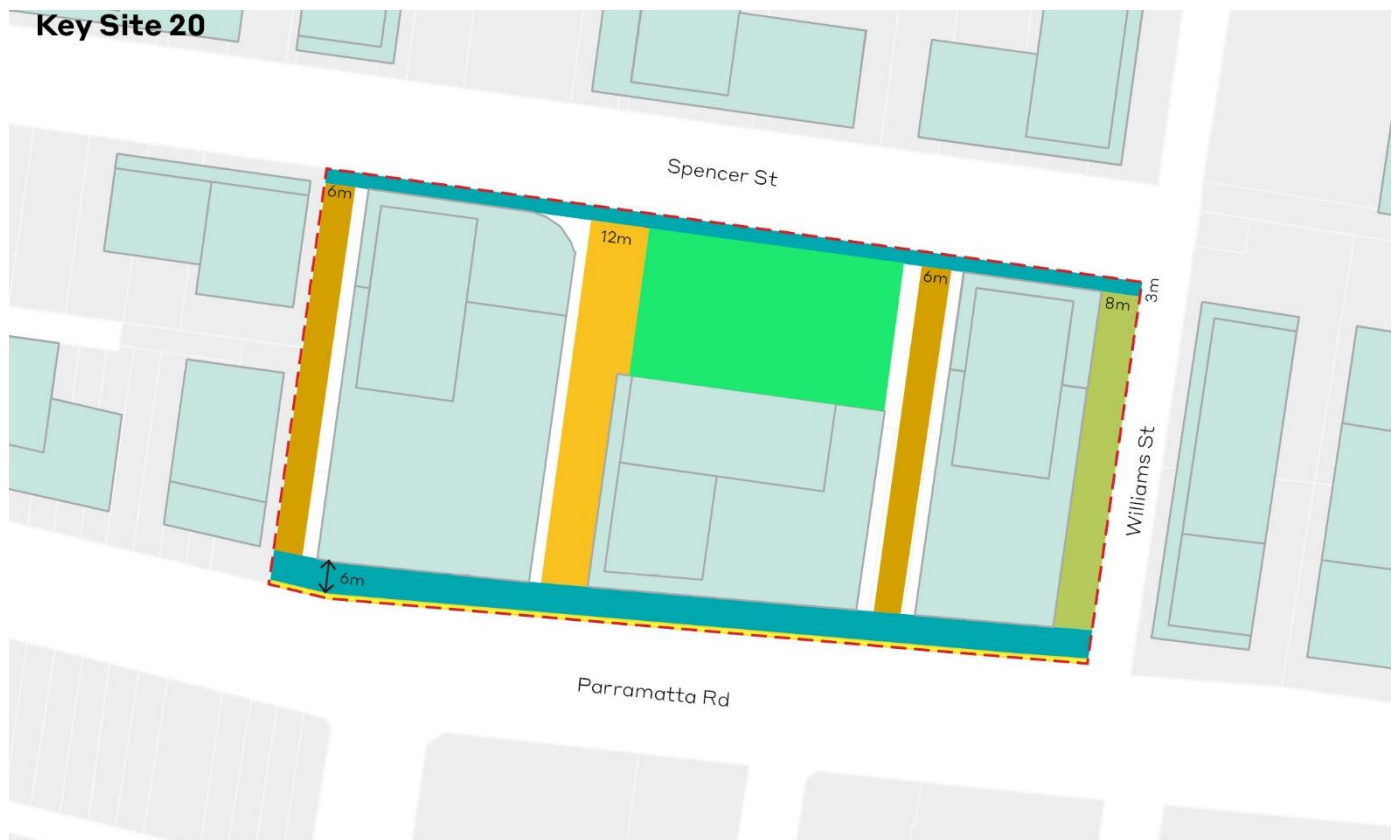 Key Site 20
Spencer St
6m
12m
6m
8m
3m
Williams St
6m
Parramatta Rd